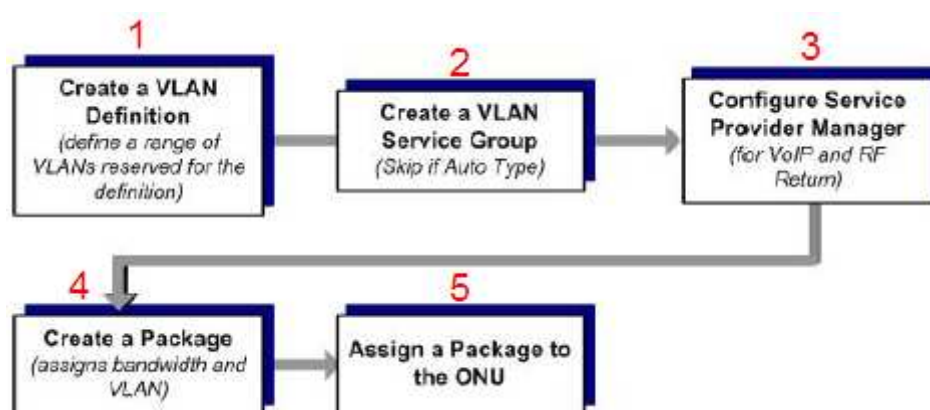 1
Create a VLAN
Definition
(define a range of
VLANs reserved for the
definition)
2
Create a VLAN
Service Group
(Skip if Auto Type)
3
Configure Service
Provider Manager
(for VoIP and RF
Return)
4
Create a Package
(assigns bandwidth and
VLAN)
5
Assign a Package to
the ONU